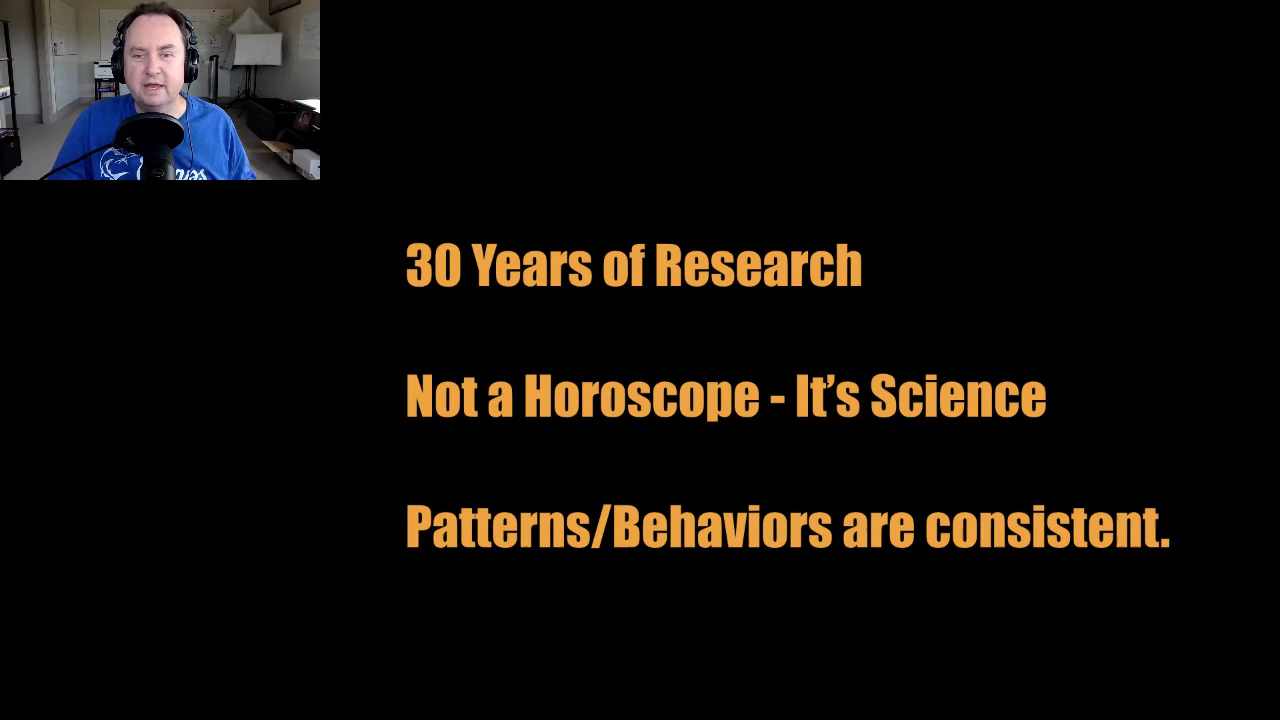 30 Years of Research
Not a Horoscope - It’s Science
Patterns/Behaviors are consistent.